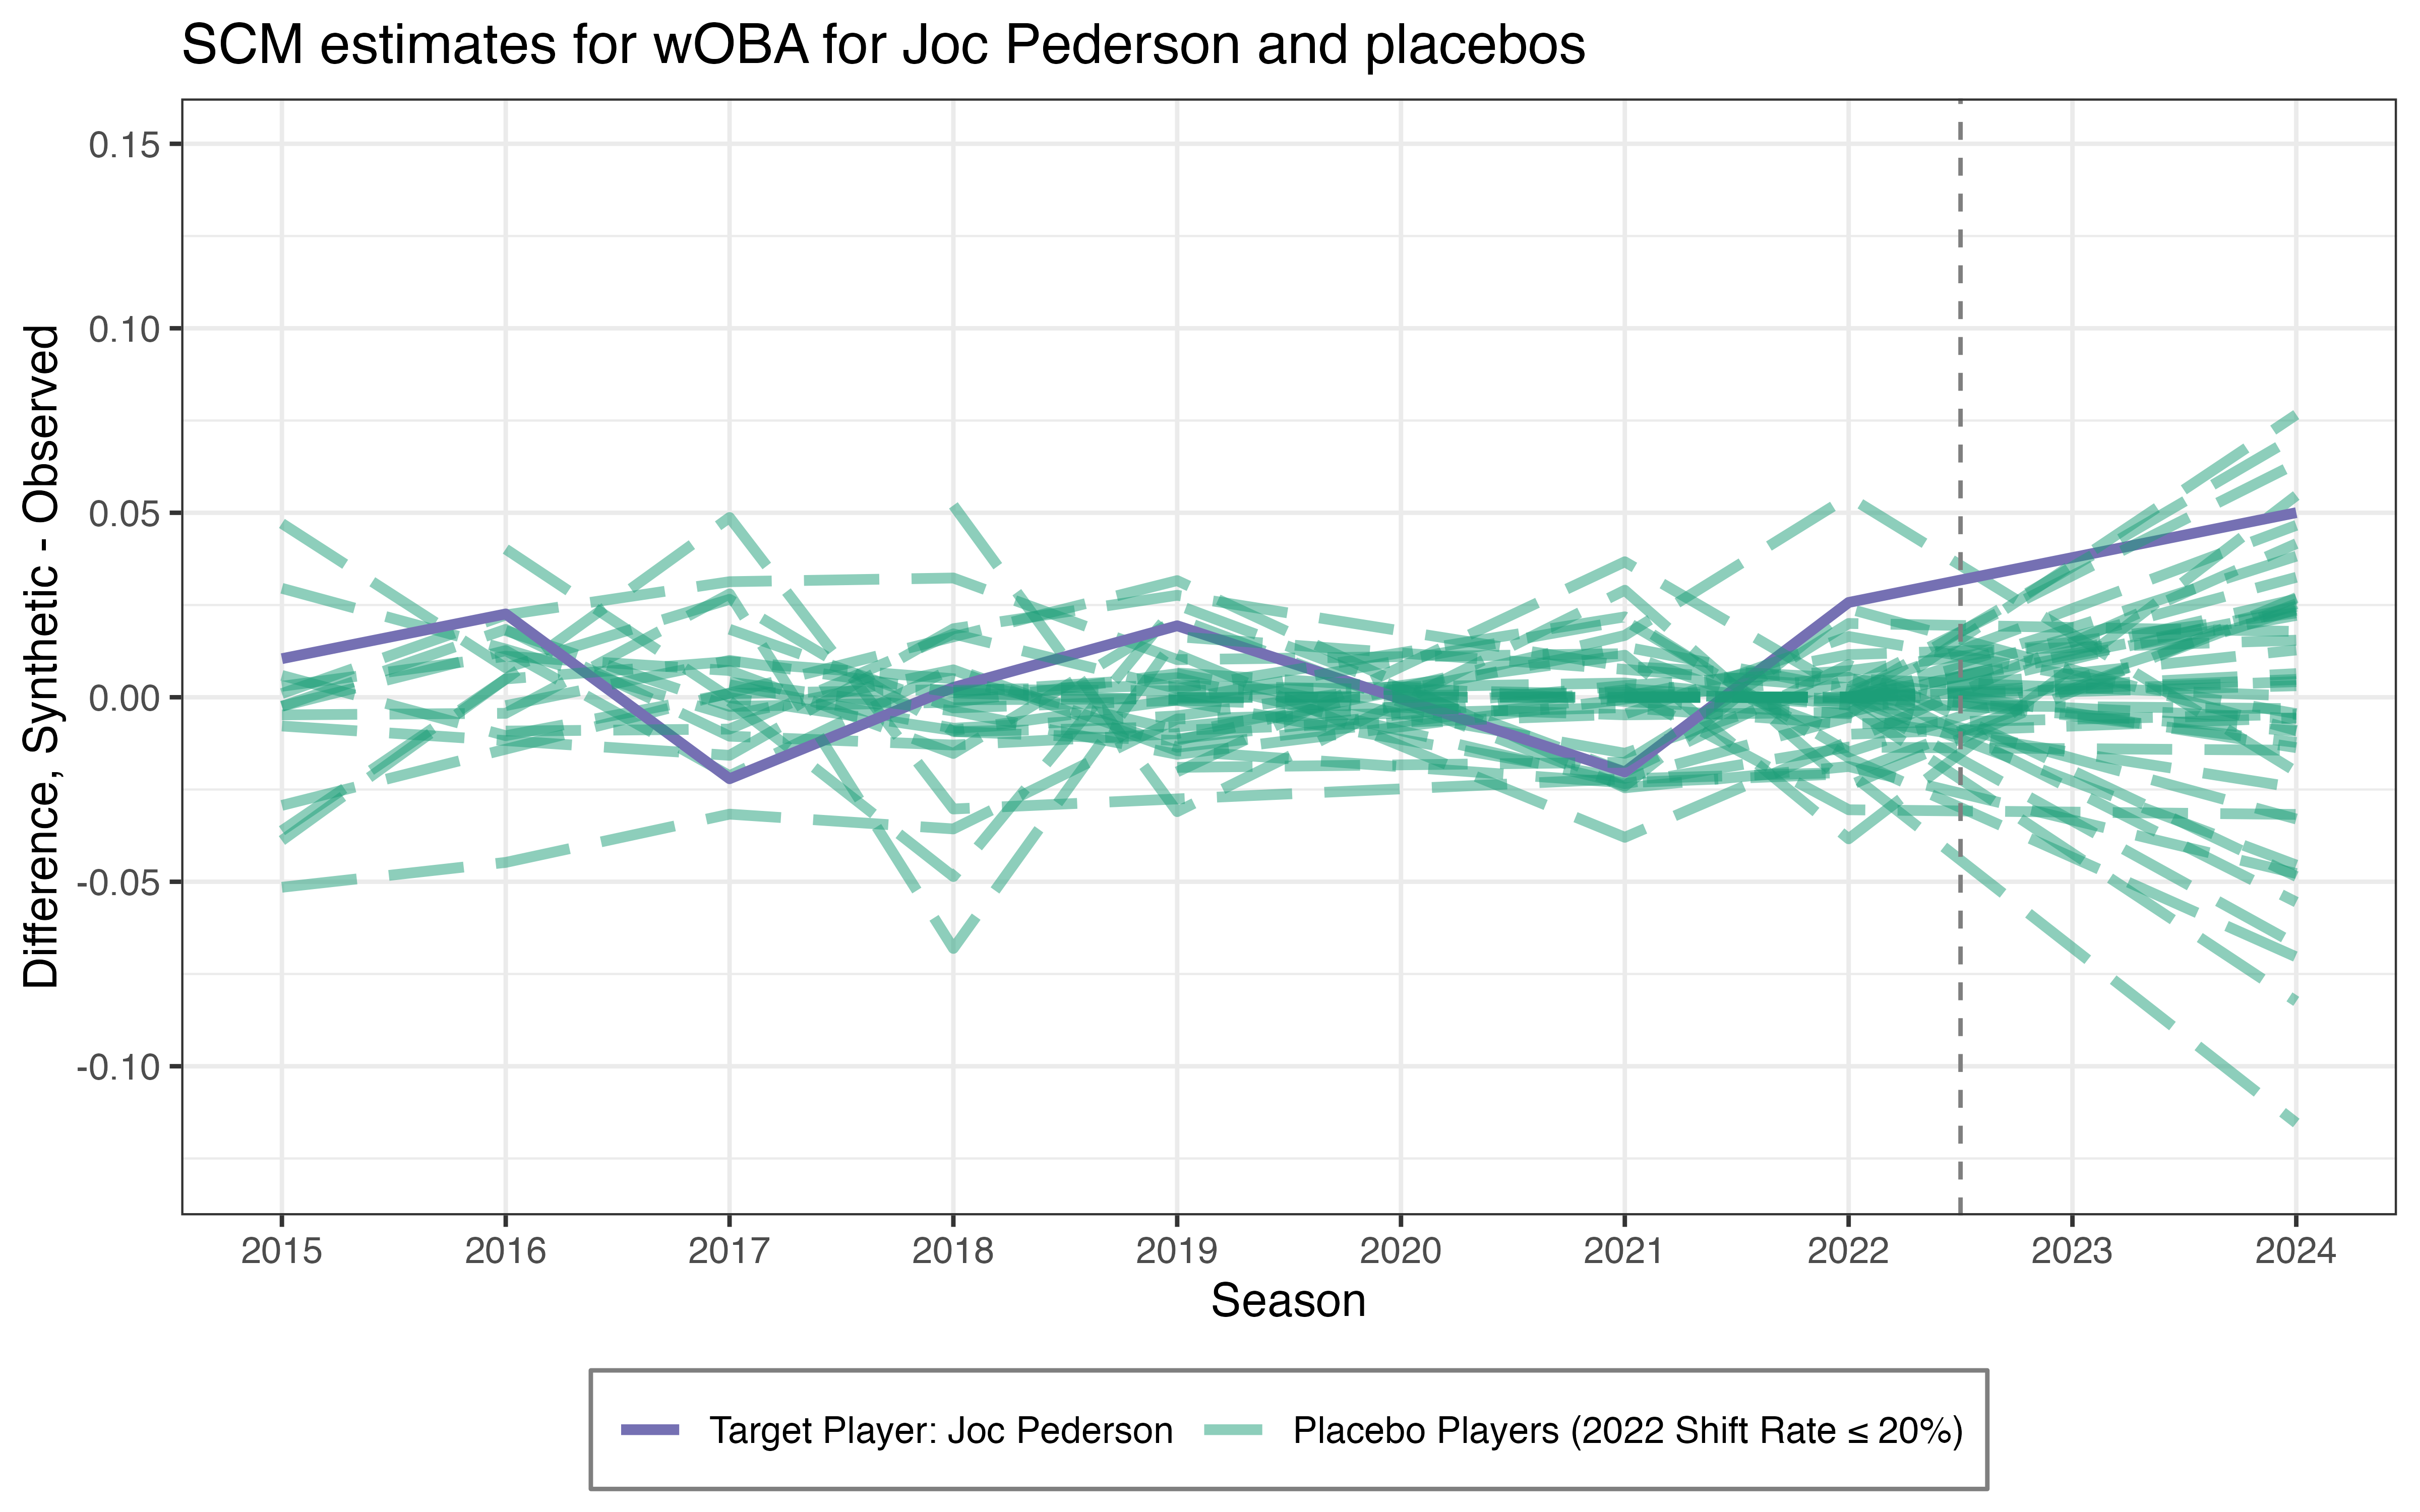 SCM estimates for wOBA for Joc Pederson and placebos
Difference, Synthetic - Observed
0.15
0.10
0.05
0.00
-0.05
-0.10
2015 2016 2017 2018 2019 2020 2021 2022 2023 2024
Season
Target Player: Joc Pederson Placebo Players (2022 Shift Rate ≤ 20%)